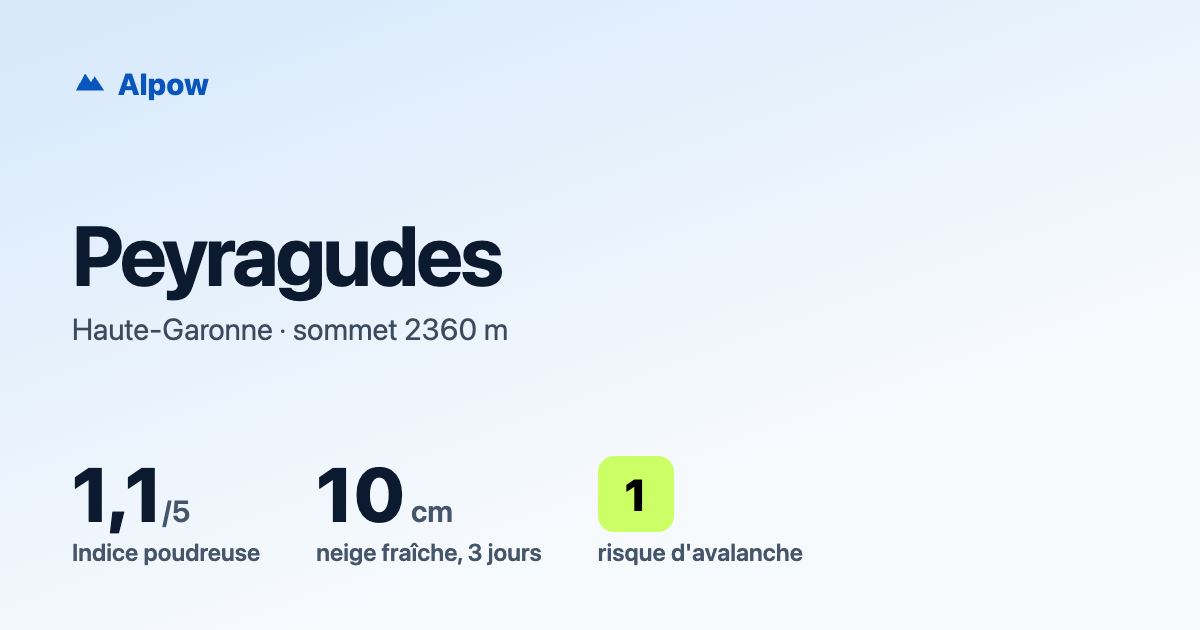 Alpow
Peyragudes
Haute-Garonne · sommet 2360 m
1,1/5
Indice poudreuse
10 cm
neige fraîche, 3 jours
1
risque d'avalanche